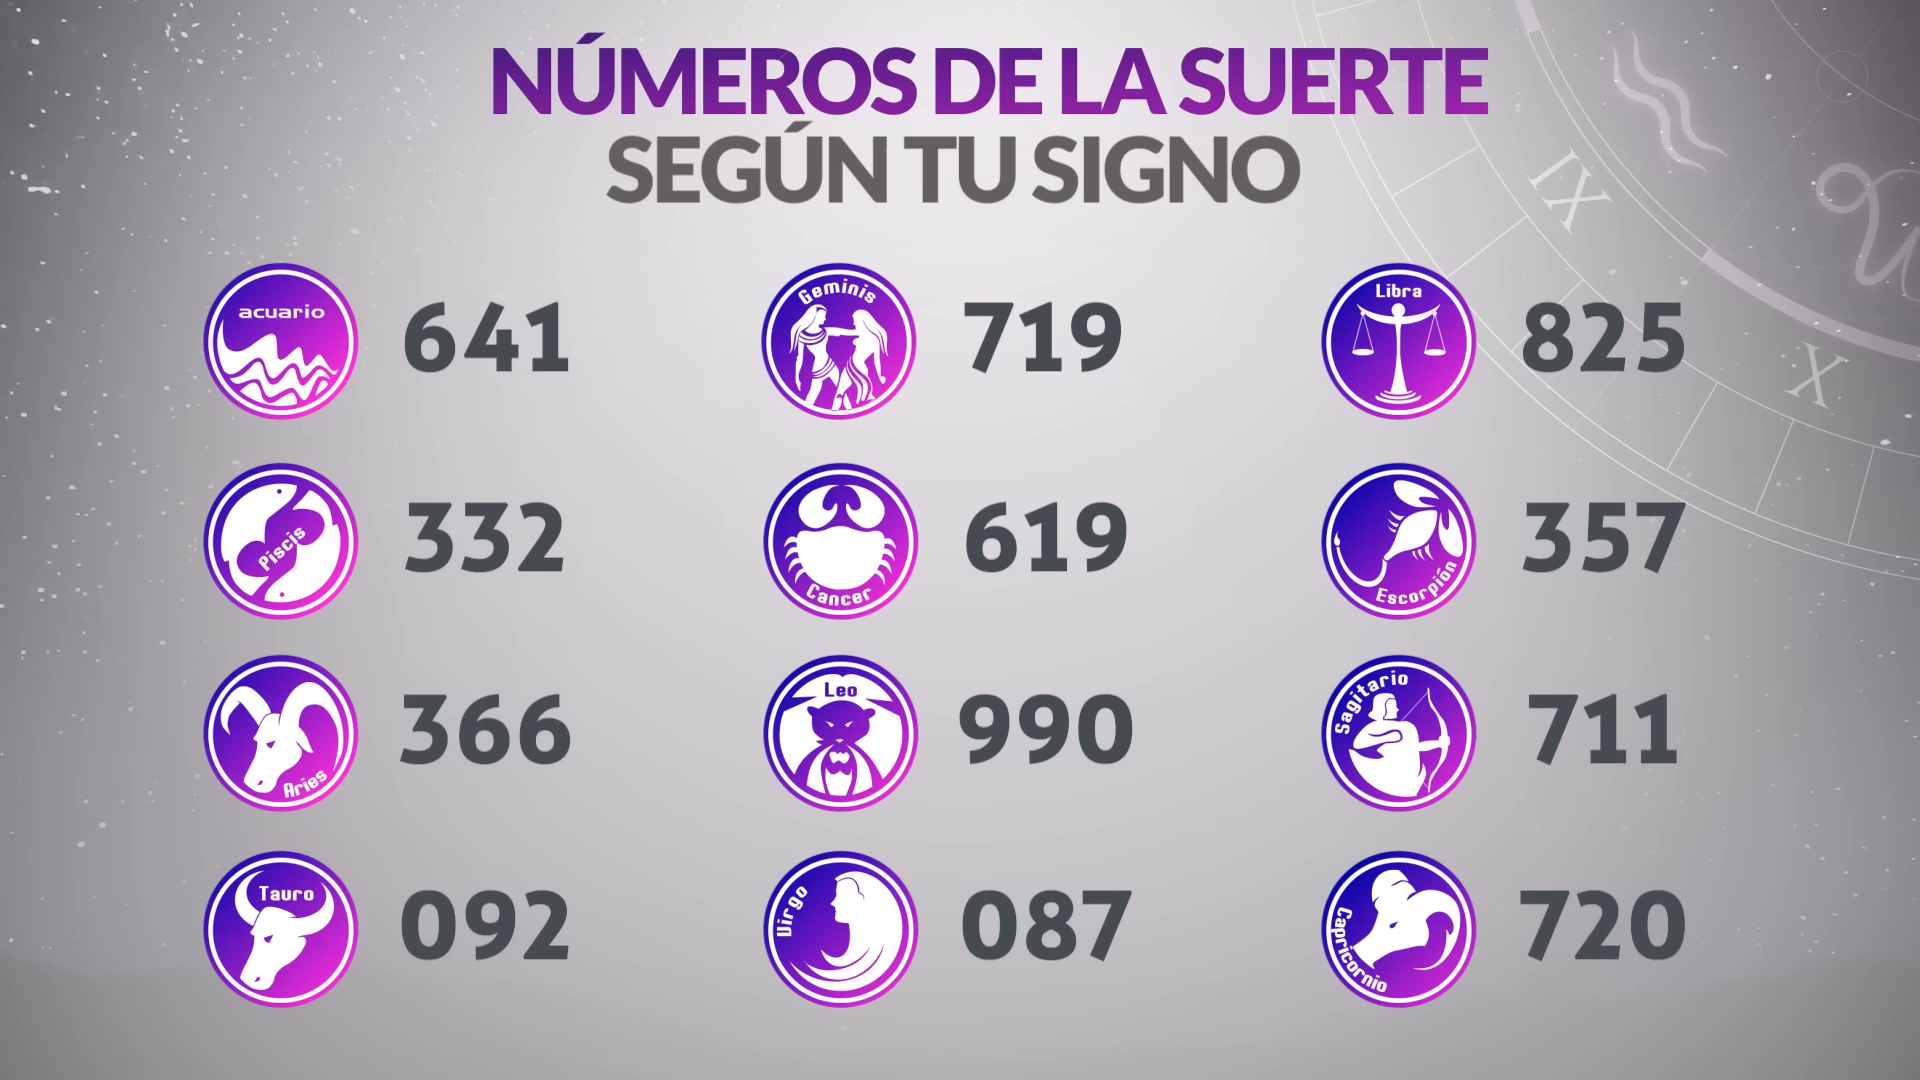 NÚMEROS DE LA SUERTE
SEGÚN TU SIGNO
acuario 641
Geminis 719
Libra 825
Piscis 332
Cancer 619
Escorpión 357
Aries 366
Leo 990
Sagitario 711
Tauro 092
Virgo 087
Capricornio 720
IX
X